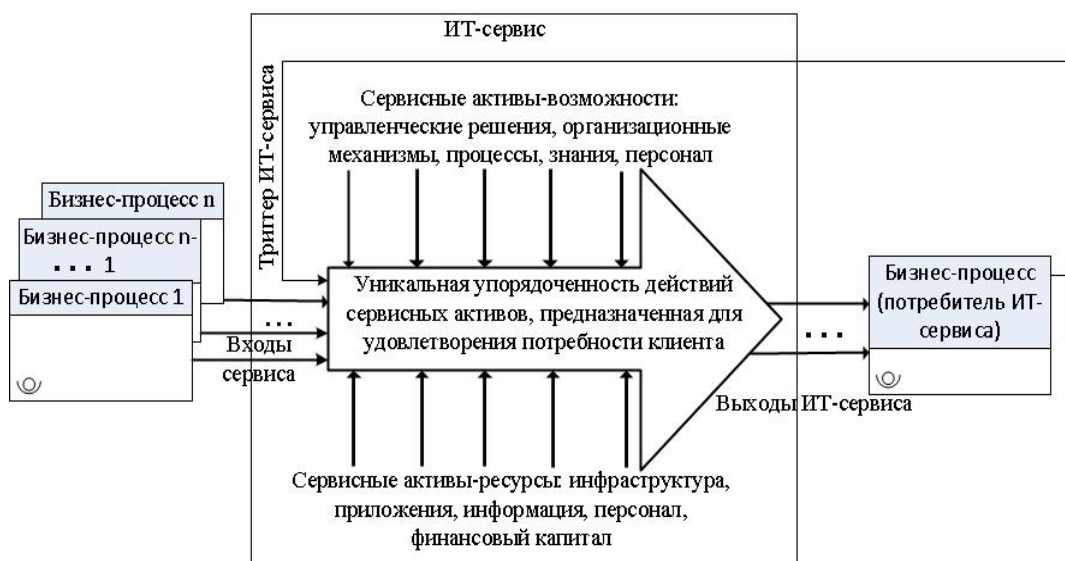 ИТ-сервис
Триггер ИТ-сервиса
Сервисные активы-возможности:
управленческие решения, организационные
механизмы, процессы, знания, персонал
Бизнес-процесс n
Бизнес-процесс n-
... 1
Бизнес-процесс 1
...
Входы
сервиса
Уникальная упорядоченность действий
сервисных активов, предназначенная для
удовлетворения потребности клиента
Бизнес-процесс
(потребитель ИТ-
сервиса)
...
Выходы ИТ-сервиса
Сервисные активы-ресурсы: инфраструктура,
приложения, информация, персонал,
финансовый капитал